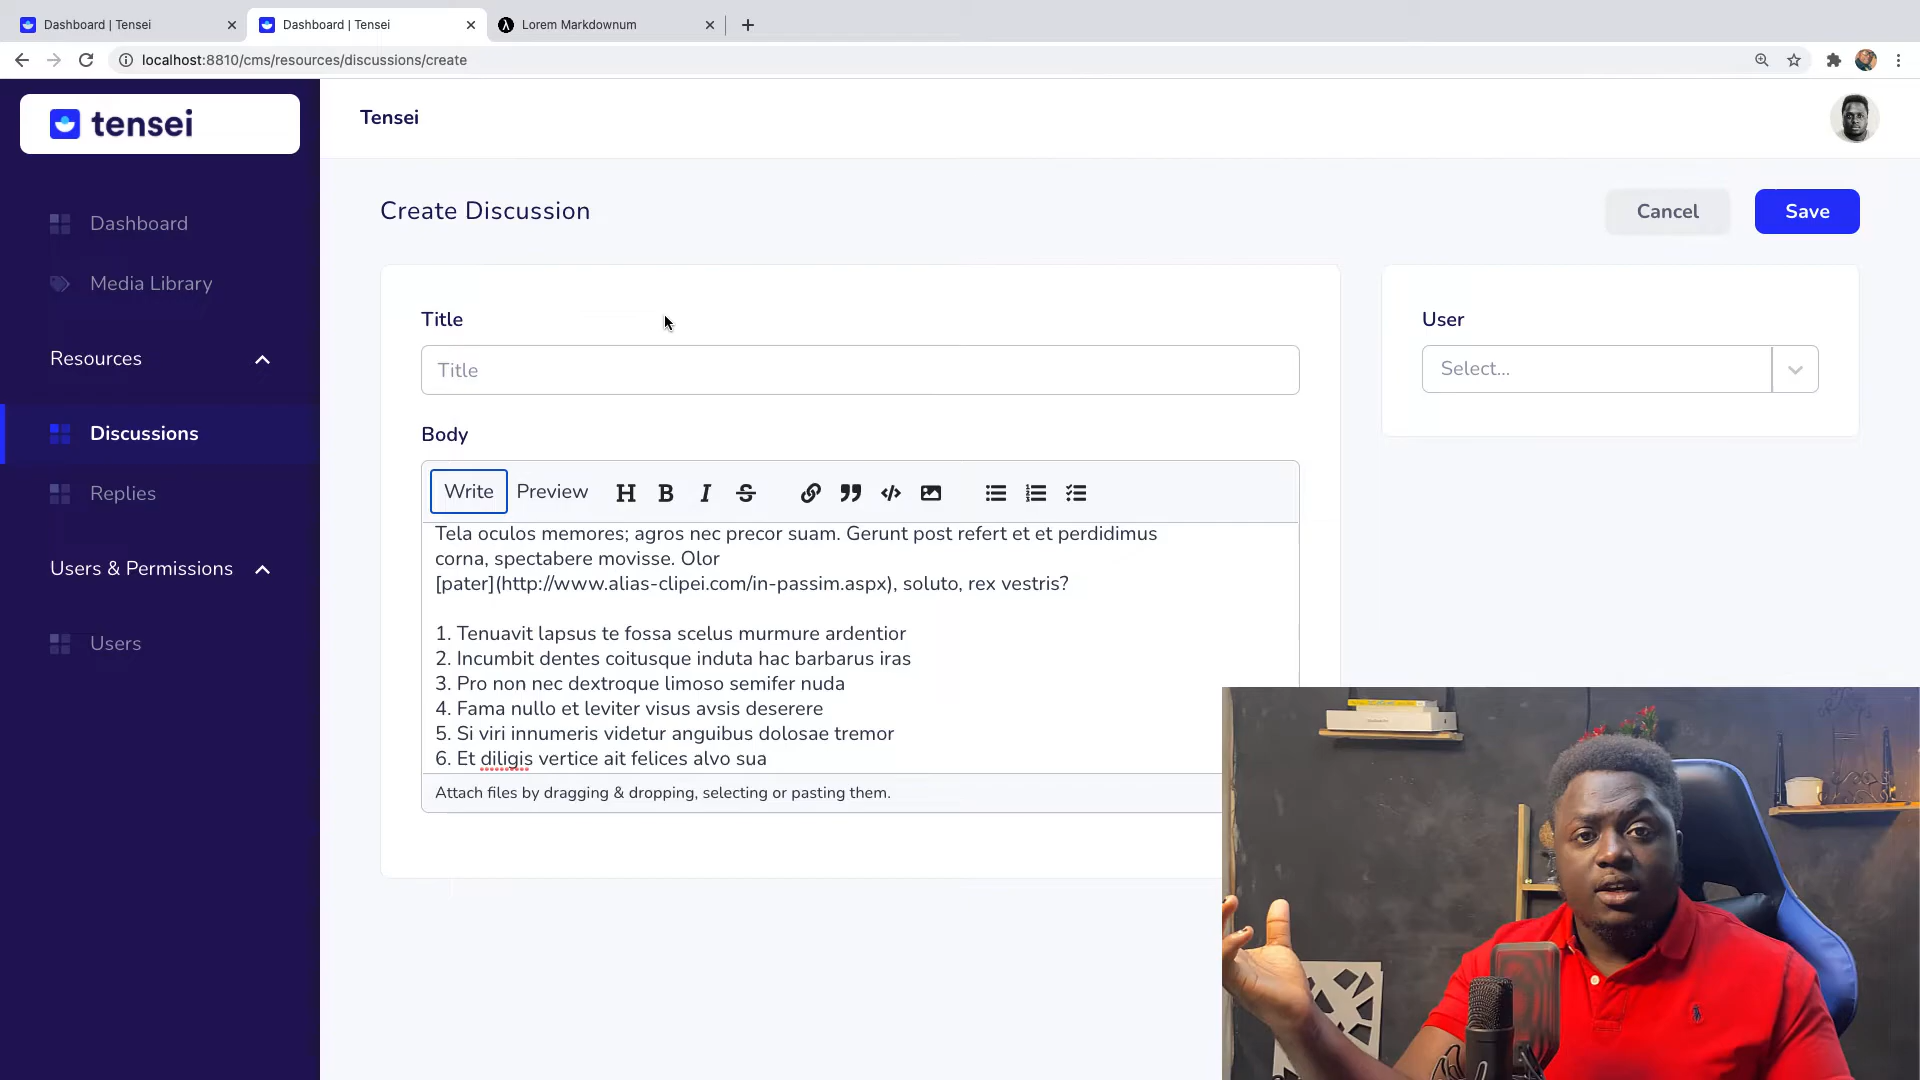 Dashboard | Tensei
Dashboard | Tensei
Lorem Markdownum
localhost:8810/cms/resources/discussions/create
tensei
Tensei
Dashboard
Media Library
Resources
Discussions
Replies
Users & Permissions
Users
Create Discussion
Cancel
Save
Title
Title
Body
Write Preview H B I S
Tela oculos memores; agros nec precor suam. Gerunt post refert et et perdidimus
corna, spectabere movisse. Olor
[pater](http://www.alias-clipei.com/in-passim.aspx), soluto, rex vestris?
1. Tenuavit lapsus te fossa scelus murmure ardentior
2. Incumbit dentes coitusque induta hac barbarus iras
3. Pro non nec dextroque limoso semifer nuda
4. Fama nullo et leviter visus avsis deserere
5. Si viri innumeris videtur anguibus dolosae tremor
6. Et diligis vertice ait felices alvo sua
Attach files by dragging & dropping, selecting or pasting them.
User
Select...